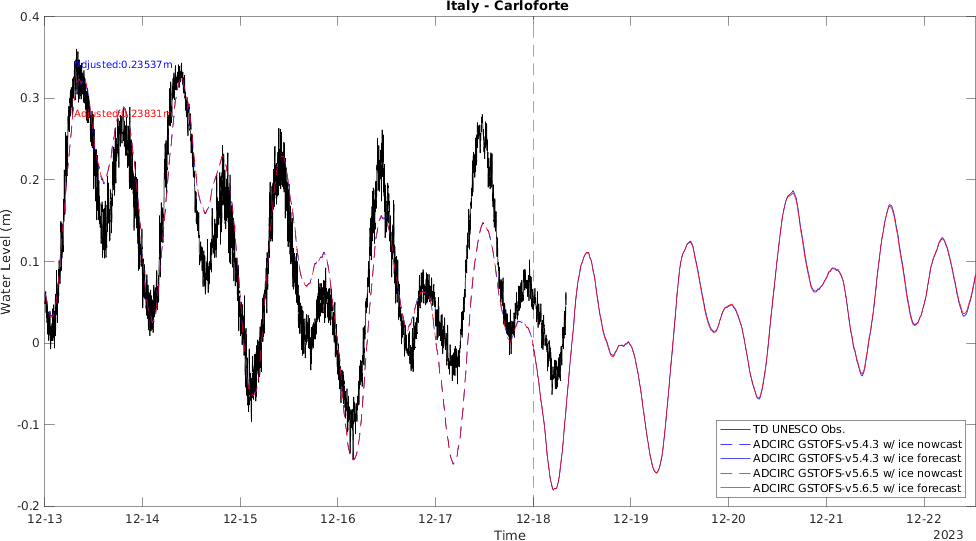 Italy - Carloforte
0.4
0.3
0.2
0.1
0
-0.1
-0.2
Water Level (m)
Adjusted:0.23537m
Adjusted:0.23831m
TD UNESCO Obs.
ADCIRC GSTOFS-v5.4.3 w/ ice nowcast
ADCIRC GSTOFS-v5.4.3 w/ ice forecast
ADCIRC GSTOFS-v5.6.5 w/ ice nowcast
ADCIRC GSTOFS-v5.6.5 w/ ice forecast
12-13 12-14 12-15 12-16 12-17 12-18 12-19 12-20 12-21 12-22
Time
2023